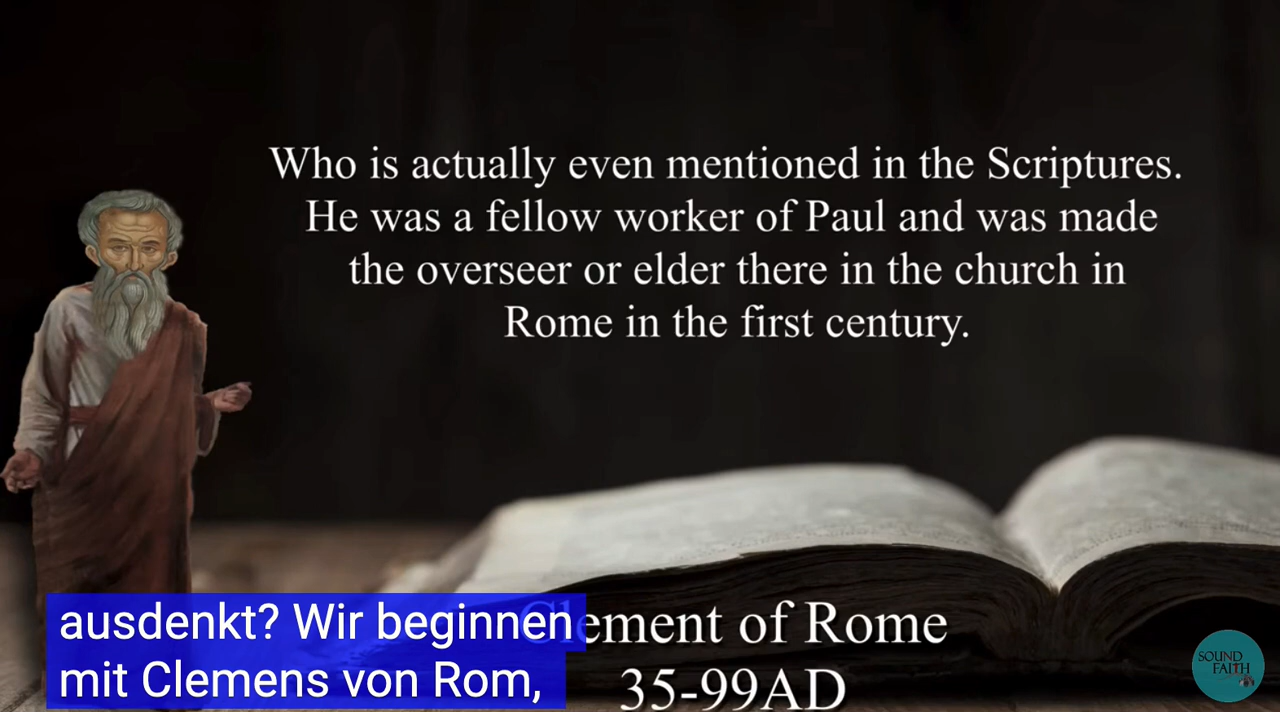 Who is actually even mentioned in the Scriptures.
He was a fellow worker of Paul and was made
the overseer or elder there in the church in
Rome in the first century.
ausdenkt? Wir beginnen
mit Clemens von Rom,
Clement of Rome
35-99AD
SOUND
FAITH